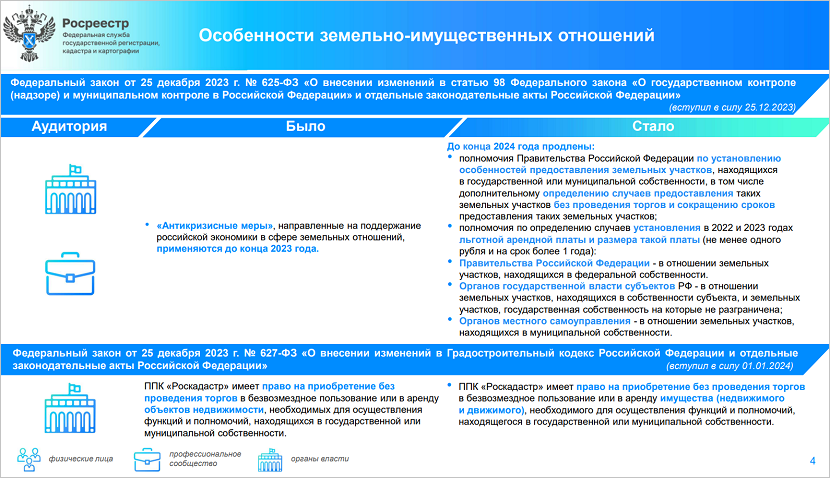 Росреестр
Федеральная служба
государственной регистрации,
кадастра и картографии
Особенности земельно-имущественных отношений
Федеральный закон от 25 декабря 2023 г. № 625-ФЗ «О внесении изменений в статью 98 Федерального закона «О государственном контроле
(надзоре) и муниципальном контроле в Российской Федерации» и отдельные законодательные акты Российской Федерации»
(вступил в силу 25.12.2023)
Аудитория
Было
Стало
• «Антикризисные меры», направленные на поддержание
российской экономики в сфере земельных отношений,
применяются до конца 2023 года.
До конца 2024 года продлены:
• полномочия Правительства Российской Федерации по установлению
особенностей предоставления земельных участков, находящихся
в государственной или муниципальной собственности, в том числе
дополнительному определению случаев предоставления таких
земельных участков без проведения торгов и сокращению сроков
предоставления таких земельных участков;
• полномочия по определению случаев установления в 2022 и 2023 годах
льготной арендной платы и размера такой платы (не менее одного
рубля и на срок более 1 года):
• Правительства Российской Федерации - в отношении земельных
участков, находящихся в федеральной собственности.
• Органов государственной власти субъектов РФ - в отношении
земельных участков, находящихся в собственности субъекта, и земельных
участков, государственная собственность на которые не разграничена;
• Органов местного самоуправления - в отношении земельных участков,
находящихся в муниципальной собственности.
Федеральный закон от 25 декабря 2023 г. № 627-ФЗ «О внесении изменений в Градостроительный кодекс Российской Федерации и отдельные
законодательные акты Российской Федерации»
(вступил в силу 01.01.2024)
ППК «Роскадастр» имеет право на приобретение без
проведения торгов в безвозмездное пользование или в аренду
объектов недвижимости, необходимых для осуществления
функций и полномочий, находящихся в государственной или
муниципальной собственности.
• ППК «Роскадастр» имеет право на приобретение без проведения торгов
в безвозмездное пользование или в аренду имущества (недвижимого
и движимого), необходимого для осуществления функций и полномочий,
находящегося в государственной или муниципальной собственности.
физические лица
профессиональное
сообщество
органы власти
4